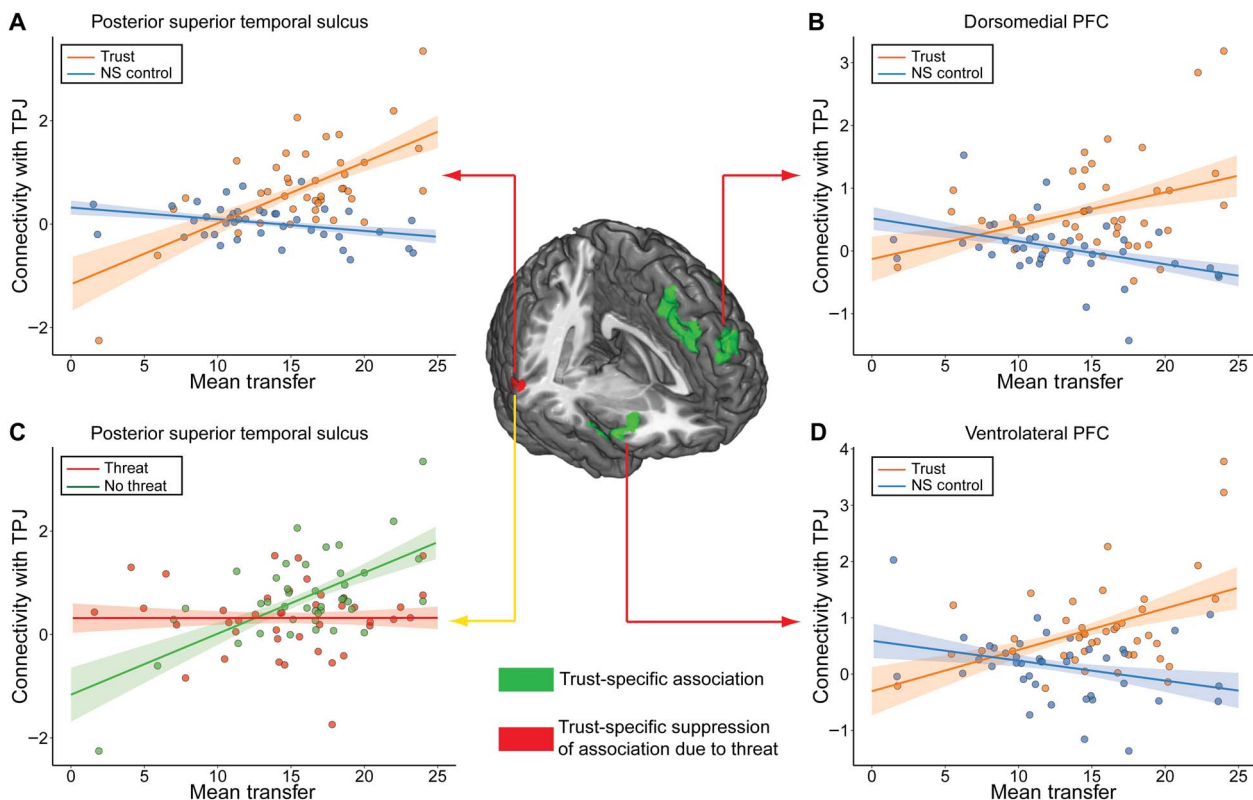 A
Posterior superior temporal sulcus
Trust
NS control
Connectivity with TPJ
2
0
−2
0
5
10
15
20
25
Mean transfer
B
Dorsomedial PFC
Trust
NS control
Connectivity with TPJ
3
2
1
0
−1
0
5
10
15
20
25
Mean transfer
C
Posterior superior temporal sulcus
Threat
No threat
Connectivity with TPJ
2
0
−2
0
5
10
15
20
25
Mean transfer
Trust-specific association
Trust-specific suppression
of association due to threat
D
Ventrolateral PFC
Trust
NS control
Connectivity with TPJ
4
3
2
1
0
−1
0
5
10
15
20
25
Mean transfer